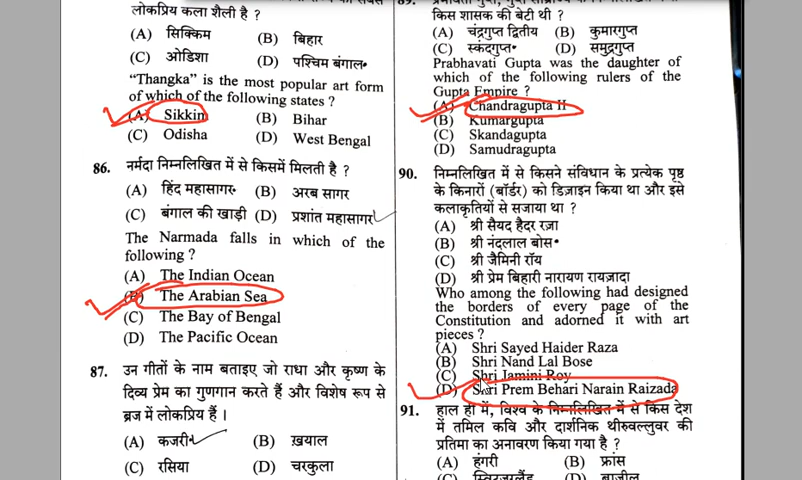 लोकप्रिय कला शैली है ?
(A) सिक्किम (B) बिहार
(C) ओडिशा (D) पश्चिम बंगाल
“Thangka” is the most popular art form
of which of the following states ?
(A) Sikkim (B) Bihar
(C) Odisha (D) West Bengal
86. नर्मदा निम्नलिखित में से किसमें मिलती है ?
(A) हिंद महासागर (B) अरब सागर
(C) बंगाल की खाड़ी (D) प्रशांत महासागर
The Narmada falls in which of the
following ?
(A) The Indian Ocean
(B) The Arabian Sea
(C) The Bay of Bengal
(D) The Pacific Ocean
87. उन गीतों के नाम बताइए जो राधा और कृष्ण के
दिव्य प्रेम का गुणगान करते हैं और विशेष रूप से
ब्रज में लोकप्रिय हैं ।
(A) कजरी (B) ख़याल
(C) रसिया (D) चरकुला
89.
किस शासक की बेटी थी ?
(A) चंद्रगुप्त द्वितीय (B) कुमारगुप्त
(C) स्कंदगुप्त (D) समुद्रगुप्त
Prabhavati Gupta was the daughter of
which of the following rulers of the
Gupta Empire ?
(A) Chandragupta II
(B) Kumargupta
(C) Skandagupta
(D) Samudragupta
90. निम्नलिखित में से किसने संविधान के प्रत्येक पृष्ठ
के किनारों (बॉर्डर) को डिज़ाइन किया था और इसे
कलाकृतियों से सजाया था ?
(A) श्री सैयद हैदर रज़ा
(B) श्री नंदलाल बोस
(C) श्री जैमिनी रॉय
(D) श्री प्रेम बिहारी नारायण रायज़ादा
Who among the following had designed
the borders of every page of the
Constitution and adorned it with art
pieces ?
(A) Shri Sayed Haider Raza
(B) Shri Nand Lal Bose
(C) Shri Jamini Roy
(D) Shri Prem Behari Narain Raizada
91. हाल ही में, विश्व के निम्नलिखित में से किस देश
में तमिल कवि और दार्शनिक थीरुवल्लुवर की
प्रतिमा का अनावरण किया गया है ?
(A) हंगरी (B) फ्रांस
(C) स्विटज़रलैंड (D) ब्राज़ील